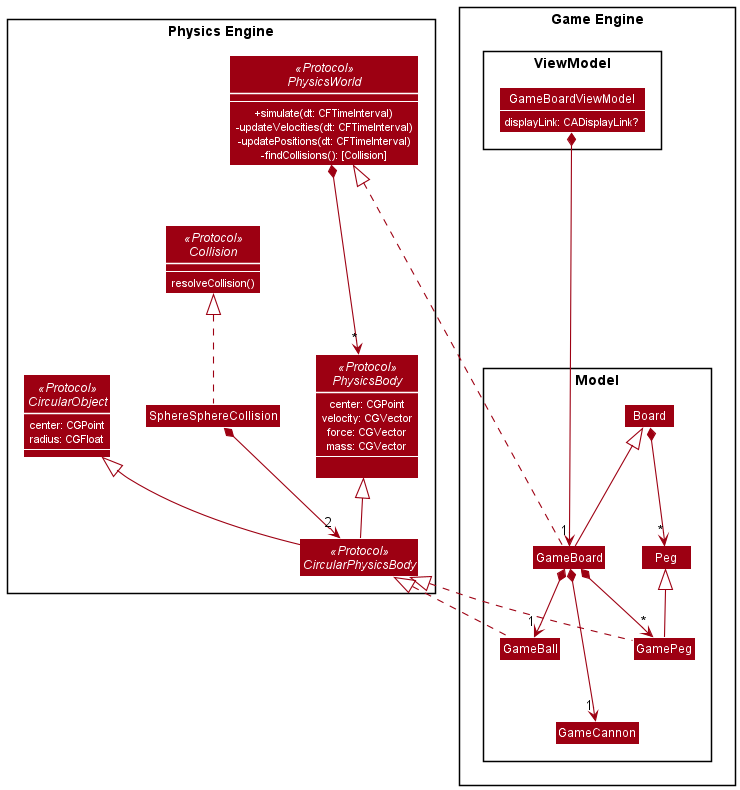 Physics Engine
«Protocol»
PhysicsWorld
+simulate(dt: CFTimeInterval)
-updateVelocities(dt: CFTimeInterval)
-updatePositions(dt: CFTimeInterval)
-findCollisions(): [Collision]
«Protocol»
Collision
resolveCollision()
*
«Protocol»
CircularObject
center: CGPoint
radius: CGFloat
SphereSphereCollision
«Protocol»
PhysicsBody
center: CGPoint
velocity: CGVector
force: CGVector
mass: CGVector
2
«Protocol»
CircularPhysicsBody
Game Engine
ViewModel
GameBoardViewModel
displayLink: CADisplayLink?
Model
Board
1
*
GameBoard
Peg
1
*
GameBall
GamePeg
1
GameCannon